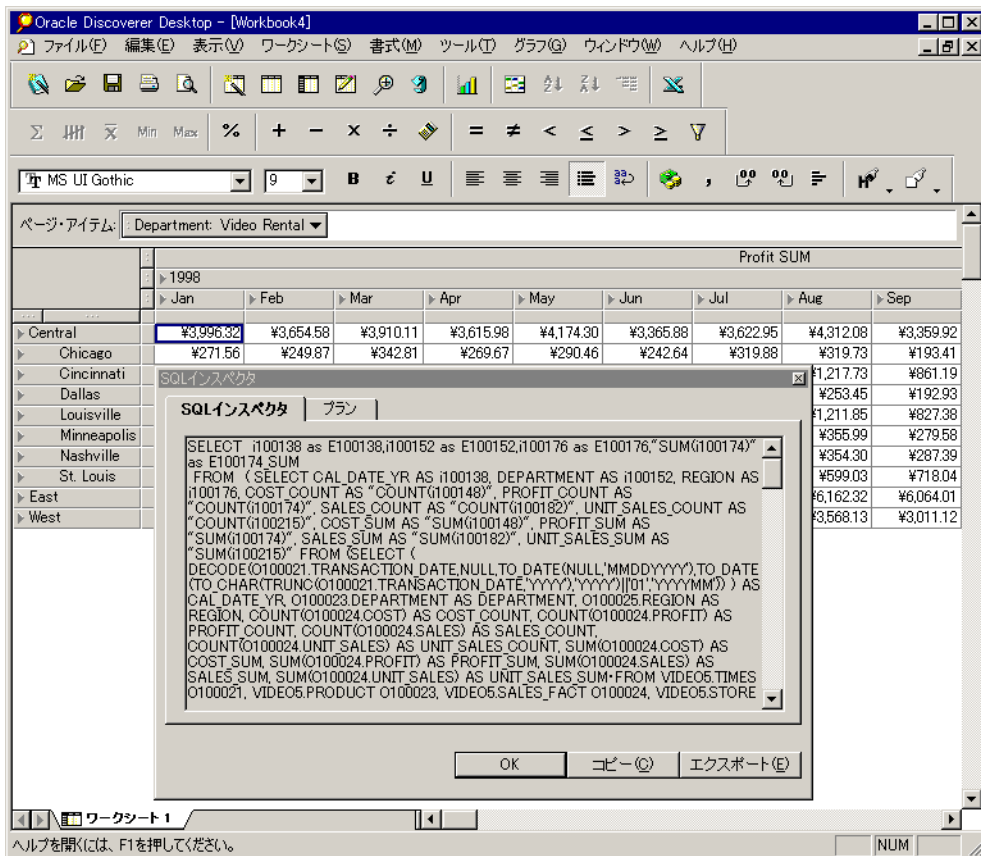 Oracle Discoverer Desktop - [Workbook4]
ファイル(F) 編集(E) 表示(V) ワークシート(S) 書式(M) ツール(T) グラフ(G) ウィンドウ(W) ヘルプ(H)
Σ Min Max % + − × ÷ = ≠ < ≤ > ≥
MS UI Gothic 9 B i U
ページ・アイテム: Department: Video Rental
Profit SUM
1998
Jan Feb Mar Apr May Jun Jul Aug Sep
Central ¥3,996.32 ¥3,654.58 ¥3,910.11 ¥3,615.98 ¥4,174.30 ¥3,365.88 ¥3,622.95 ¥4,312.08 ¥3,359.92
Chicago ¥271.56 ¥249.87 ¥342.81 ¥269.67 ¥290.46 ¥242.64 ¥319.88 ¥319.73 ¥193.41
Cincinnati ¥1,217.73 ¥861.19
Dallas ¥253.45 ¥192.93
Louisville ¥1,211.85 ¥827.38
Minneapolis ¥355.99 ¥279.58
Nashville ¥354.30 ¥287.39
St. Louis ¥599.03 ¥718.04
East ¥6,162.32 ¥6,064.01
West ¥3,568.13 ¥3,011.12
SQLインスペクタ
SQLインスペクタ プラン
SELECT i100138 as E100138,i100152 as E100152,i100176 as E100176,"SUM(i100174)"
as E100174_SUM
FROM ( SELECT CAL_DATE_YR AS i100138, DEPARTMENT AS i100152, REGION AS
i100176, COST_COUNT AS "COUNT(i100148)", PROFIT_COUNT AS
"COUNT(i100174)", SALES_COUNT AS "COUNT(i100182)", UNIT_SALES_COUNT AS
"COUNT(i100215)", COST_SUM AS "SUM(i100148)", PROFIT_SUM AS
"SUM(i100174)", SALES_SUM AS "SUM(i100182)", UNIT_SALES_SUM AS
"SUM(i100215)" FROM (SELECT (
DECODE(O100021.TRANSACTION_DATE,NULL,TO_DATE(NULL,'MMDDYYYY'),TO_DATE
(TO_CHAR(TRUNC(O100021.TRANSACTION_DATE,'YYYY'),'YYYY')||'01','YYYYMM')) ) AS
CAL_DATE_YR, O100023.DEPARTMENT AS DEPARTMENT, O100025.REGION AS
REGION, COUNT(O100024.COST) AS COST_COUNT, COUNT(O100024.PROFIT) AS
PROFIT_COUNT, COUNT(O100024.SALES) AS SALES_COUNT,
COUNT(O100024.UNIT_SALES) AS UNIT_SALES_COUNT, SUM(O100024.COST) AS
COST_SUM, SUM(O100024.PROFIT) AS PROFIT_SUM, SUM(O100024.SALES) AS
SALES_SUM, SUM(O100024.UNIT_SALES) AS UNIT_SALES_SUM・FROM VIDEO5.TIMES
O100021, VIDEO5.PRODUCT O100023, VIDEO5.SALES_FACT O100024, VIDEO5.STORE
OK コピー(C) エクスポート(E)
ワークシート 1
ヘルプを開くには、F1を押してください。 NUM